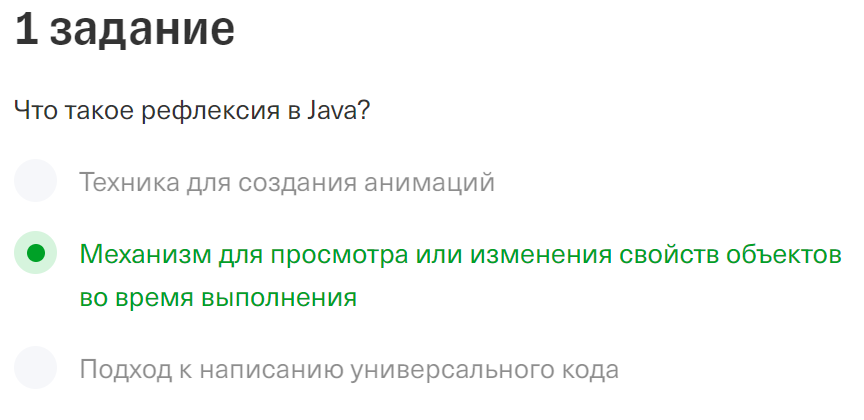 1 задание
Что такое рефлексия в Java?
Техника для создания анимаций
Механизм для просмотра или изменения свойств объектов
во время выполнения
Подход к написанию универсального кода